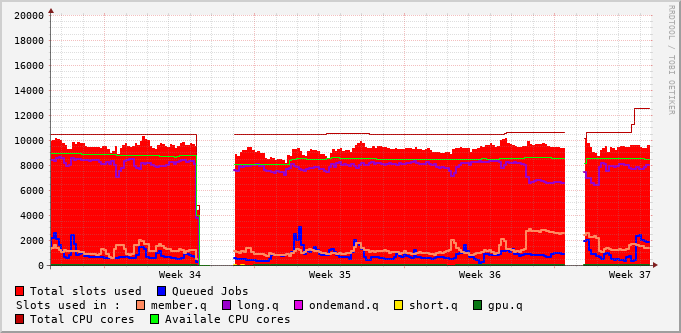 20000
18000
16000
14000
12000
10000
8000
6000
4000
2000
0
Week 34 Week 35 Week 36 Week 37
RRDTOOL / TOBI OETIKER
Total slots used Queued Jobs
Slots used in : member.q long.q ondemand.q short.q gpu.q
Total CPU cores Availale CPU cores